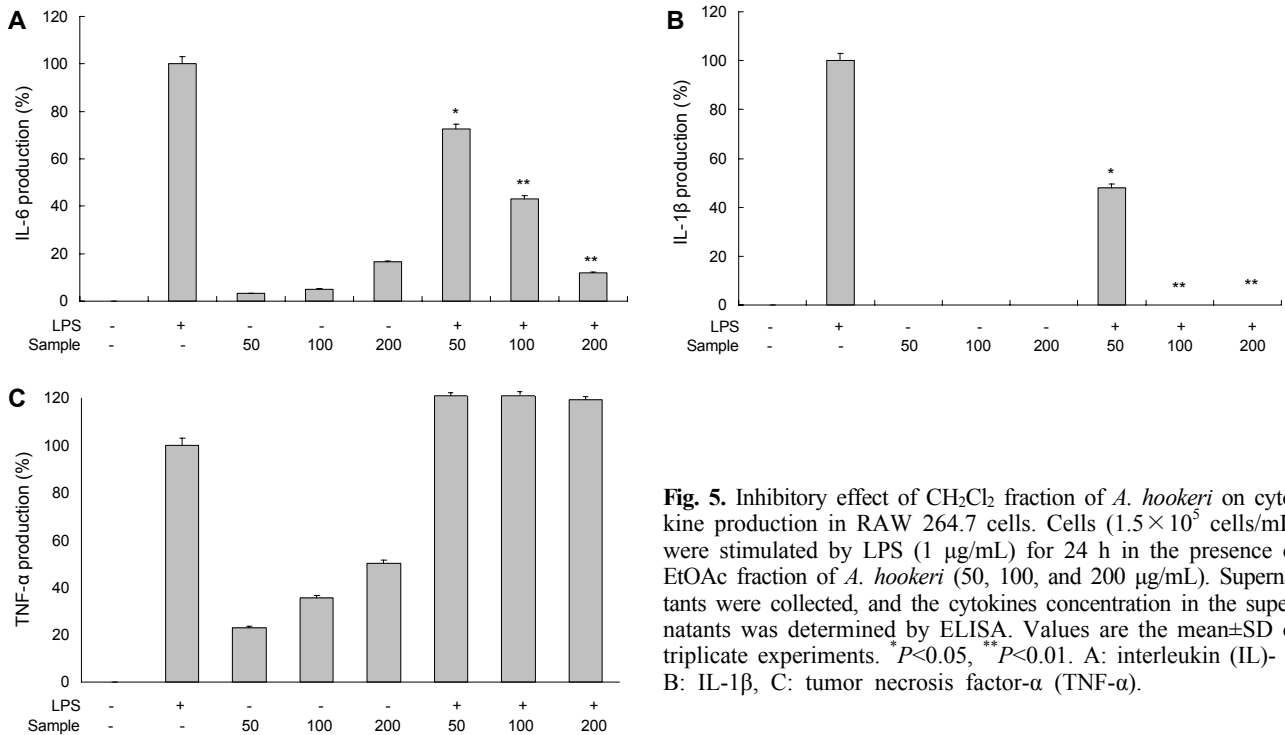 A
IL-6 production (%)
120
100
80
60
40
20
0
*
**
**
LPS - + - - - + + +
Sample - - 50 100 200 50 100 200
B
IL-1β production (%)
120
100
80
60
40
20
0
*
**
**
LPS - + - - - + + +
Sample - - 50 100 200 50 100 200
C
TNF-α production (%)
120
100
80
60
40
20
0
LPS - + - - - + + +
Sample - - 50 100 200 50 100 200
Fig. 5. Inhibitory effect of CH₂Cl₂ fraction of A. hookeri on cyto
kine production in RAW 264.7 cells. Cells (1.5×10⁵ cells/mL
were stimulated by LPS (1 μg/mL) for 24 h in the presence
EtOAc fraction of A. hookeri (50, 100, and 200 μg/mL). Superna
tants were collected, and the cytokines concentration in the super
natants was determined by ELISA. Values are the mean±SD
triplicate experiments. *P<0.05, **P<0.01. A: interleukin (IL)-
B: IL-1β, C: tumor necrosis factor-α (TNF-α).